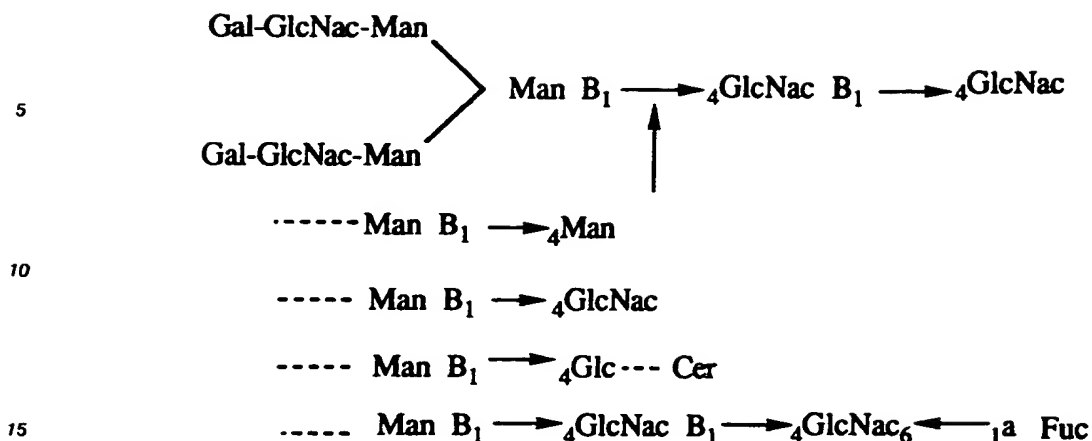 Gal-GlcNac-Man
Man B₁ → ₄GlcNac B₁ → ₄GlcNac
5
Gal-GlcNac-Man
------ Man B₁ → ₄Man
10
----- Man B₁ → ₄GlcNac
----- Man B₁ → ₄Glc --- Cer
15 ----- Man B₁ → ₄GlcNac B₁ → ₄GlcNac₆ ← ₁a Fuc